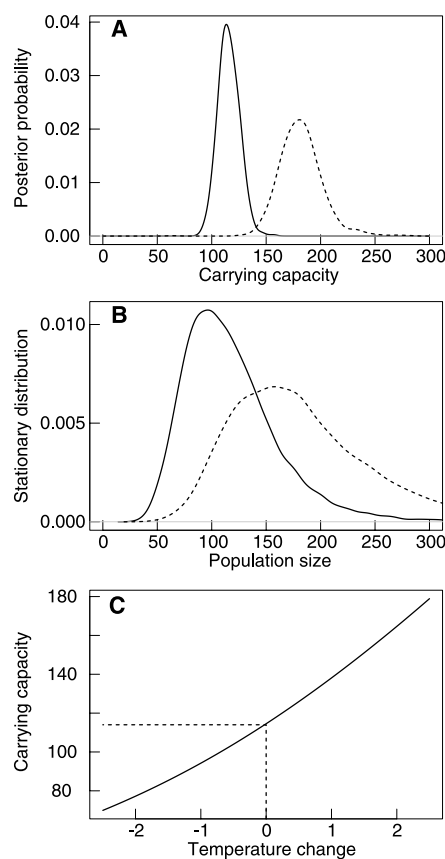 A
Posterior probability
0.04
0.03
0.02
0.01
0.00
0 50 100 150 200 250 300
Carrying capacity
B
Stationary distribution
0.010
0.005
0.000
0 50 100 150 200 250 300
Population size
C
Carrying capacity
180
140
100
80
-2 -1 0 1 2
Temperature change